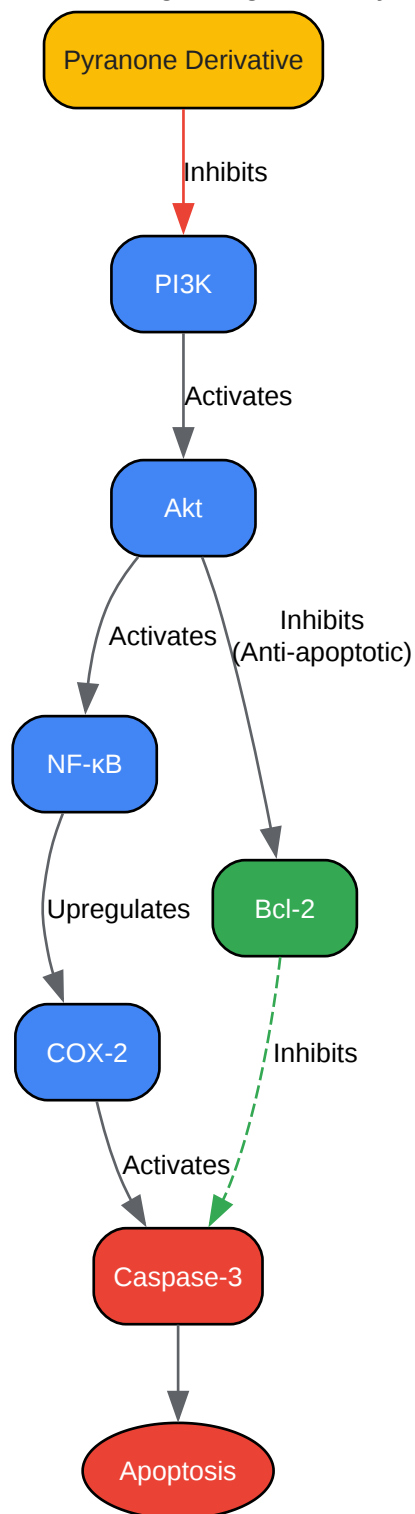 Pyranone Derivative
Inhibits
PI3K
Activates
Akt
Activates
Inhibits
(Anti-apoptotic)
NF-κB
Upregulates
Bcl-2
COX-2
Inhibits
Activates
Caspase-3
Apoptosis